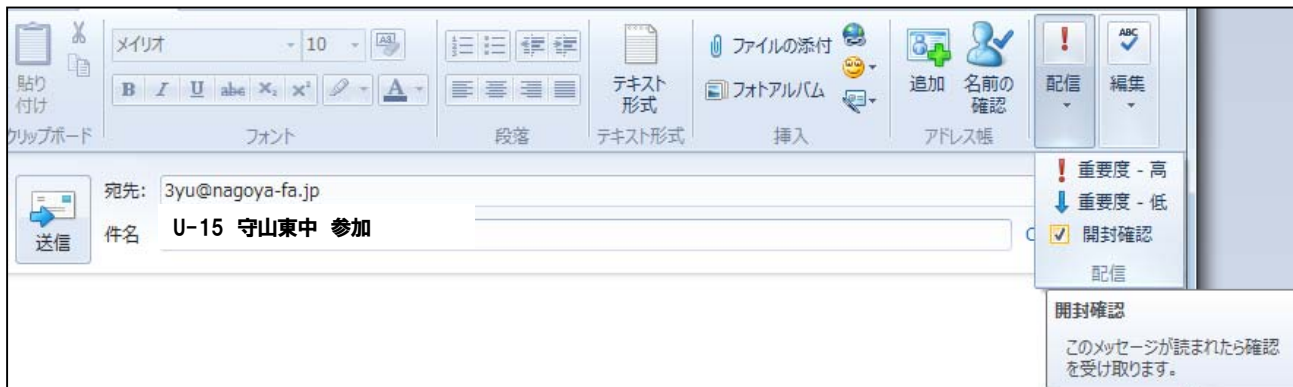 メイリオ 10
貼り
付け
B I U abc X₂ X² A
テキスト
形式
ファイルの添付
フォトアルバム
追加
名前の
確認
ABC
配信
編集
クリップボード フォント 段落 テキスト形式 挿入 アドレス帳
送信
宛先: 3yu@nagoya-fa.jp
件名 U-15 守山東中 参加
重要度 - 高
重要度 - 低
開封確認
配信
開封確認
このメッセージが読まれたら確認
を受け取ります。